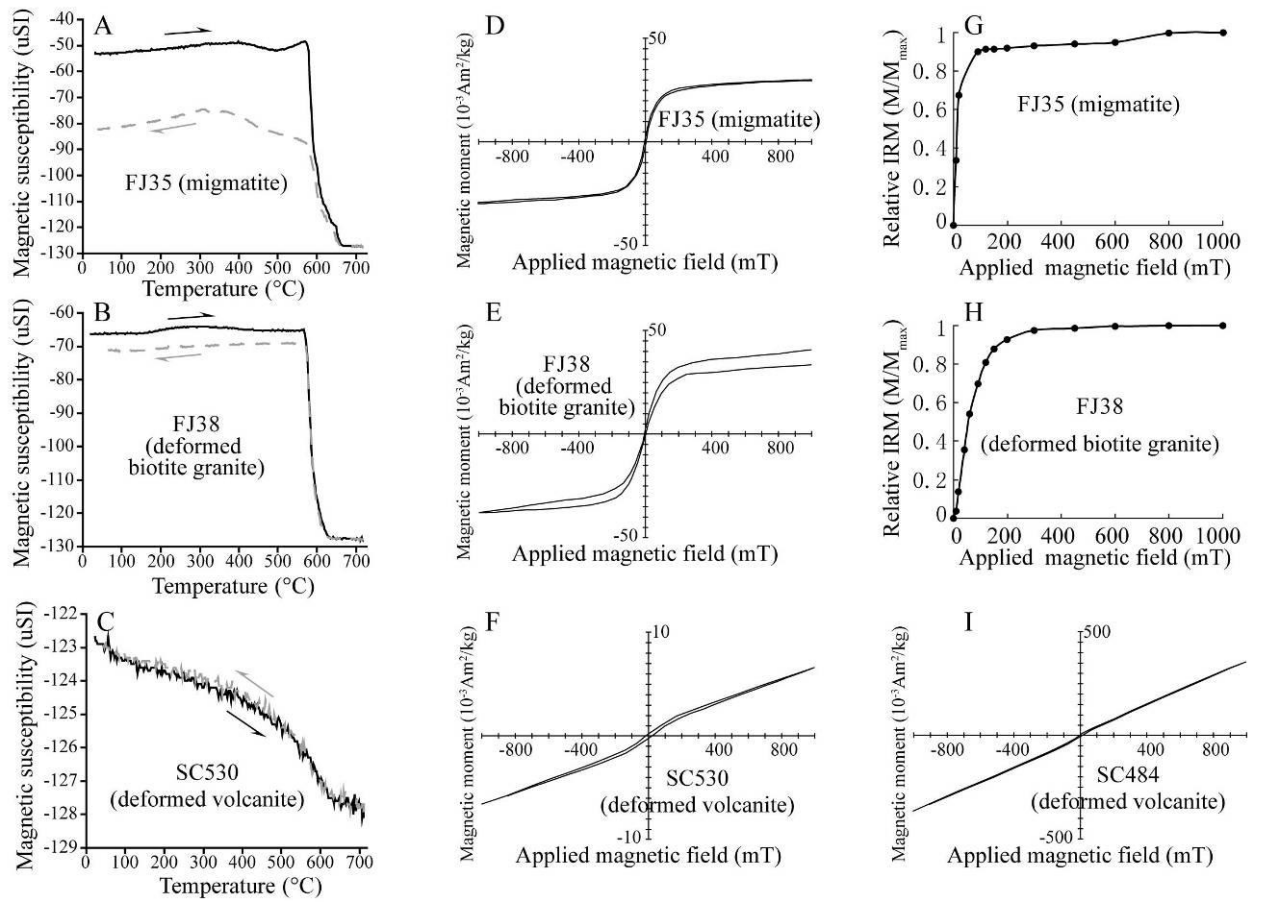 A
Magnetic susceptibility (uSI)
-40
-50
-60
-70
-80
-90
-100
-110
-120
-130
FJ35 (migmatite)
0 100 200 300 400 500 600 700
Temperature (°C)
D
Magnetic moment (10⁻³Am²/kg)
50
-800 -400 400 800
-50
FJ35 (migmatite)
Applied magnetic field (mT)
G
Relative IRM (M/Mmax)
1
0.8
0.6
0.4
0.2
0
FJ35 (migmatite)
0 200 400 600 800 1000
Applied magnetic field (mT)
B
Magnetic susceptibility (uSI)
-60
-70
-80
-90
-100
-110
-120
-130
FJ38
(deformed
biotite granite)
0 100 200 300 400 500 600 700
Temperature (°C)
E
Magnetic moment (10⁻³Am²/kg)
50
-800 -400 400 800
-50
FJ38
(deformed
biotite granite)
Applied magnetic field (mT)
H
Relative IRM (M/Mmax)
1
0.8
0.6
0.4
0.2
0
FJ38
(deformed biotite granite)
0 200 400 600 800 1000
Applied magnetic field (mT)
C
Magnetic susceptibility (uSI)
-122
-123
-124
-125
-126
-127
-128
-129
SC530
(deformed volcanite)
0 100 200 300 400 500 600 700
Temperature (°C)
F
Magnetic moment (10⁻³Am²/kg)
10
-800 -400 400 800
-10
SC530
(deformed volcanite)
Applied magnetic field (mT)
I
Magnetic moment (10⁻³Am²/kg)
500
-800 -400 400 800
-500
SC484
(deformed volcanite)
Applied magnetic field (mT)